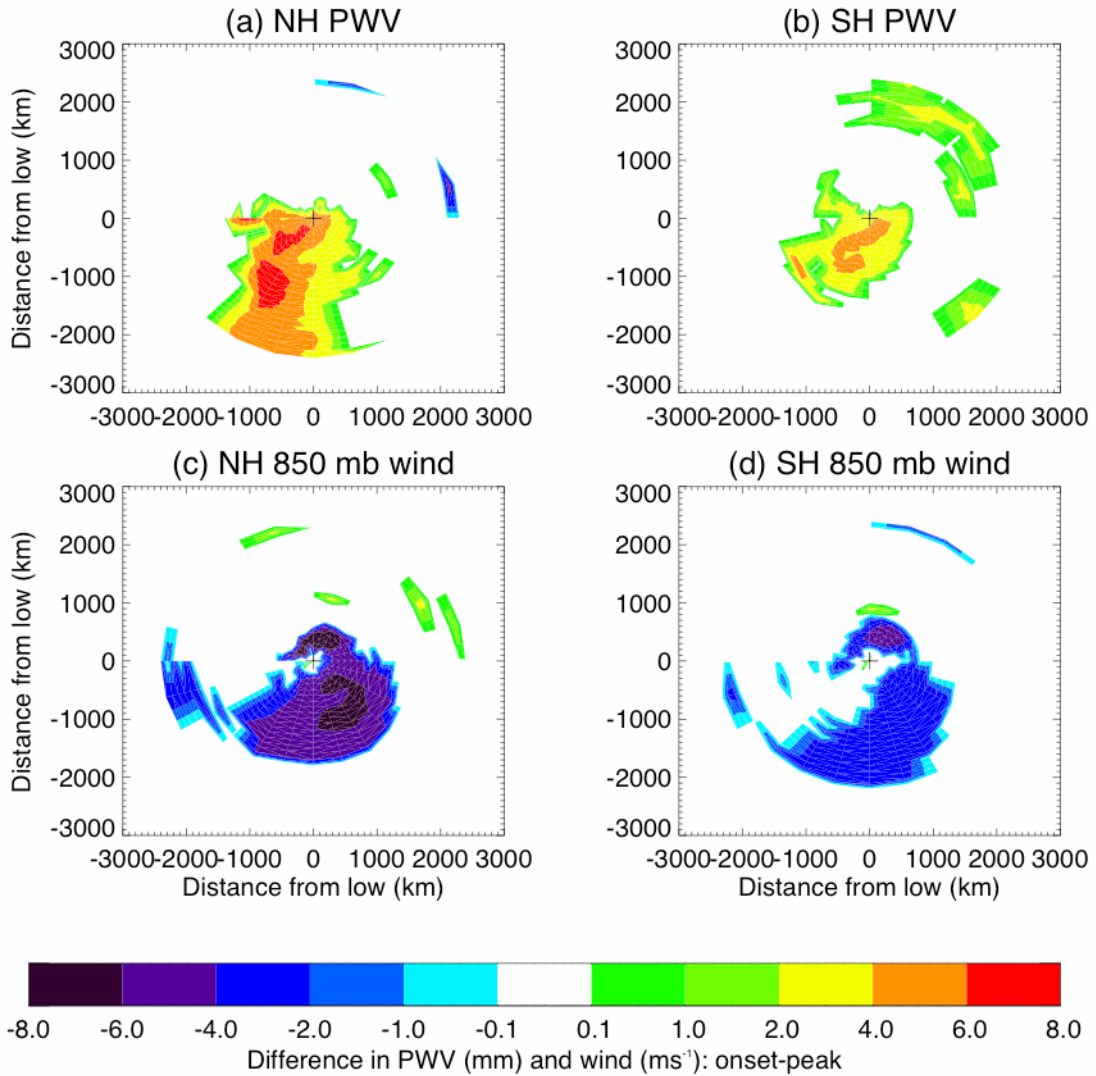 (a) NH PWV
(b) SH PWV
3000
2000
1000
0
-1000
-2000
-3000
Distance from low (km)
-3000-2000-1000 0 1000 2000 3000
3000
2000
1000
0
-1000
-2000
-3000
-3000-2000-1000 0 1000 2000 3000
(c) NH 850 mb wind
(d) SH 850 mb wind
3000
2000
1000
0
-1000
-2000
-3000
Distance from low (km)
-3000-2000-1000 0 1000 2000 3000
Distance from low (km)
3000
2000
1000
0
-1000
-2000
-3000
-3000-2000-1000 0 1000 2000 3000
Distance from low (km)
-8.0 -6.0 -4.0 -2.0 -1.0 -0.1 0.1 1.0 2.0 4.0 6.0 8.0
Difference in PWV (mm) and wind (ms⁻¹): onset-peak